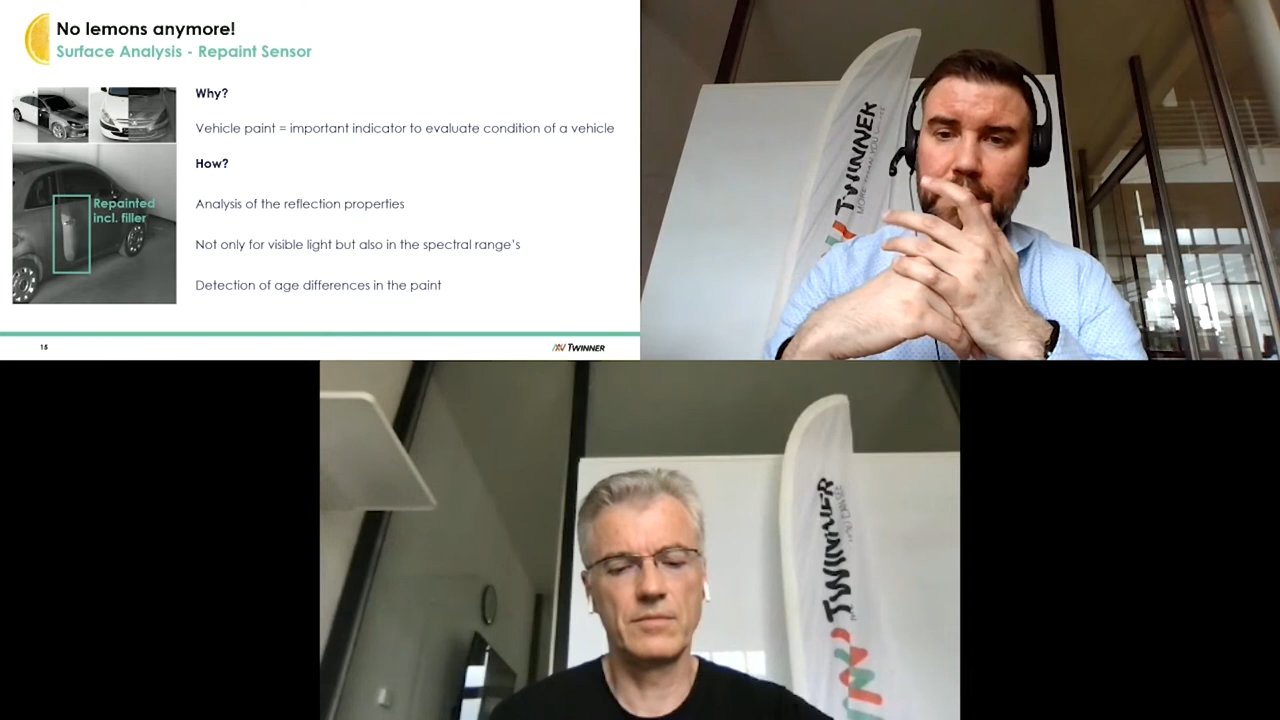 No lemons anymore!
Surface Analysis - Repaint Sensor
Why?
Vehicle paint = important indicator to evaluate condition of a vehicle
Repainted
incl. filler
How?
Analysis of the reflection properties
Not only for visible light but also in the spectral range's
Detection of age differences in the paint
15
TWINNER
TWINNER
TWINNER